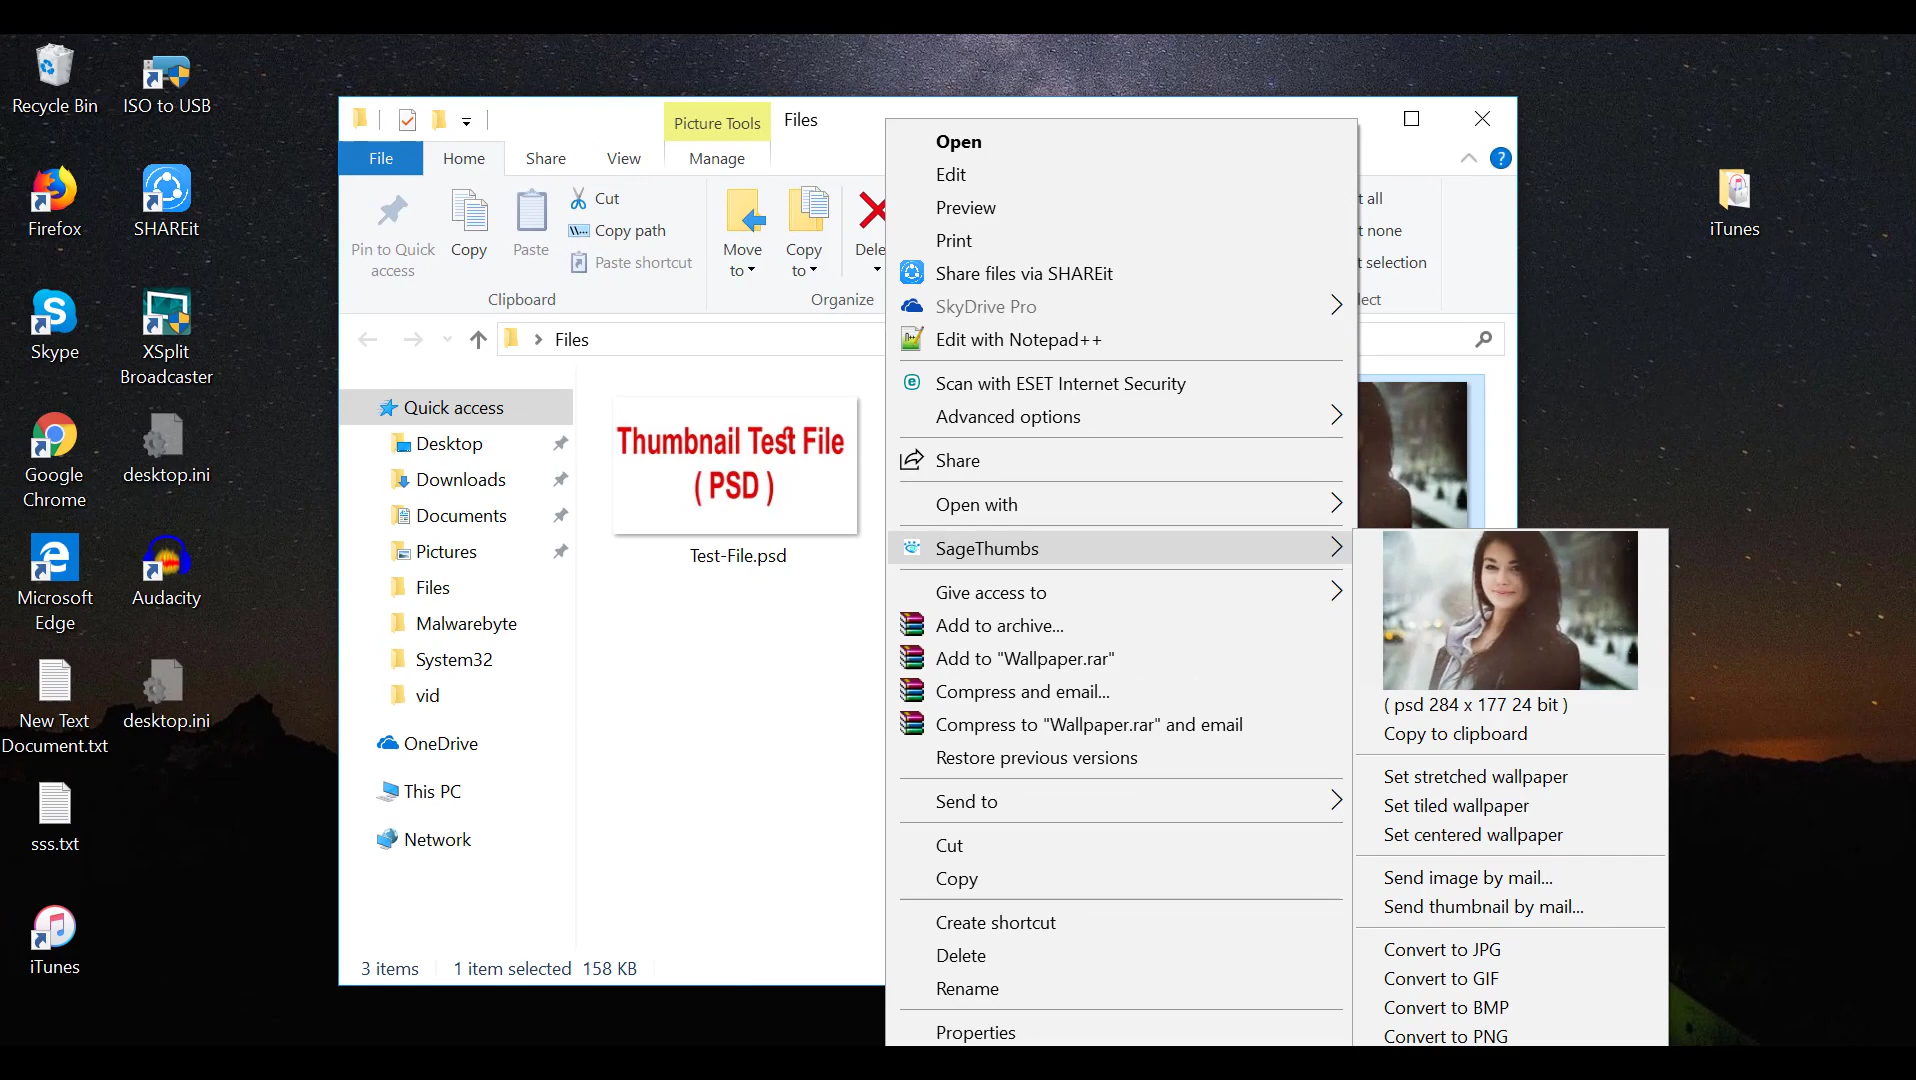 Recycle Bin
ISO to USB
Firefox
SHAREit
Skype
XSplit
Broadcaster
Google
Chrome
desktop.ini
Microsoft
Edge
Audacity
New Text
Document.txt
desktop.ini
sss.txt
iTunes
iTunes
Picture Tools
Files
File
Home
Share
View
Manage
Pin to Quick
access
Copy
Paste
Cut
Copy path
Paste shortcut
Clipboard
Move
to
Copy
to
Dele
Organize
t all
t none
t selection
lect
Files
Quick access
Desktop
Downloads
Documents
Pictures
Files
Malwarebyte
System32
vid
OneDrive
This PC
Network
Thumbnail Test File
( PSD )
Test-File.psd
3 items
1 item selected 158 KB
Open
Edit
Preview
Print
Share files via SHAREit
SkyDrive Pro
Edit with Notepad++
Scan with ESET Internet Security
Advanced options
Share
Open with
SageThumbs
Give access to
Add to archive...
Add to "Wallpaper.rar"
Compress and email...
Compress to "Wallpaper.rar" and email
Restore previous versions
Send to
Cut
Copy
Create shortcut
Delete
Rename
Properties
( psd 284 x 177 24 bit )
Copy to clipboard
Set stretched wallpaper
Set tiled wallpaper
Set centered wallpaper
Send image by mail...
Send thumbnail by mail...
Convert to JPG
Convert to GIF
Convert to BMP
Convert to PNG